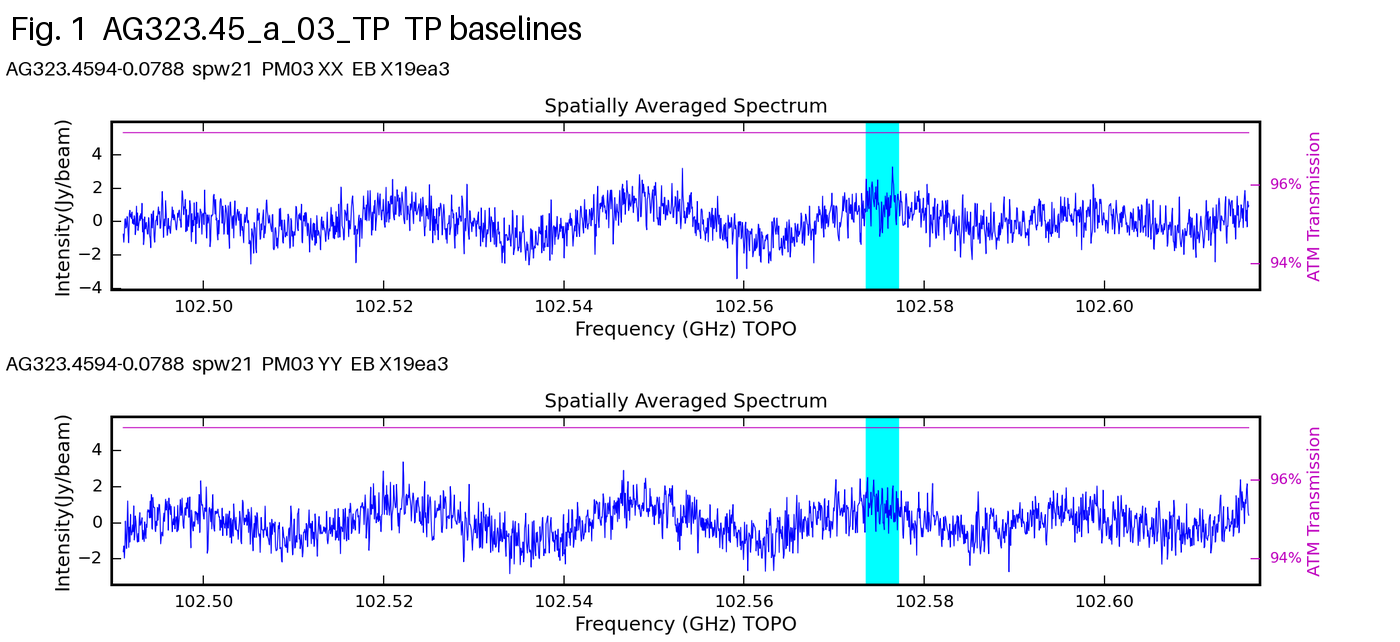 Fig. 1 AG323.45_a_03_TP TP baselines
AG323.4594-0.0788 spw21 PM03 XX EB X19ea3
Spatially Averaged Spectrum
Intensity(Jy/beam)
4
2
0
−2
−4
96%
94%
ATM Transmission
102.50 102.52 102.54 102.56 102.58 102.60
Frequency (GHz) TOPO
AG323.4594-0.0788 spw21 PM03 YY EB X19ea3
Spatially Averaged Spectrum
Intensity(Jy/beam)
4
2
0
−2
96%
94%
ATM Transmission
102.50 102.52 102.54 102.56 102.58 102.60
Frequency (GHz) TOPO